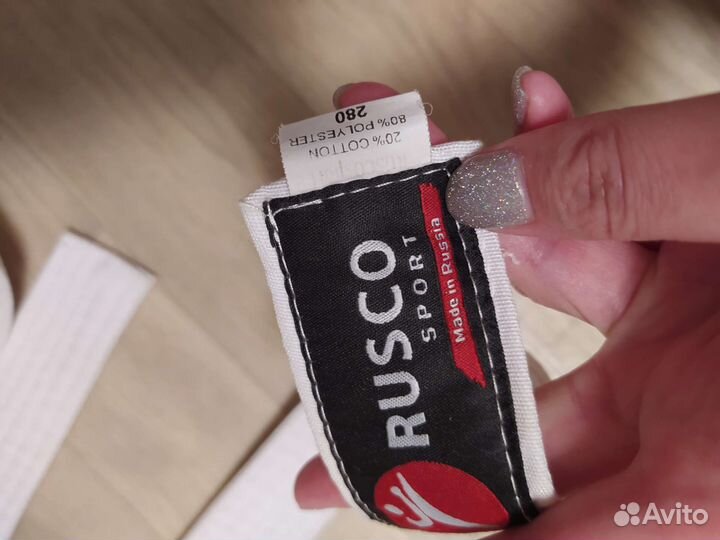 RUSCO
SPORT
Made in Russia
20% COTTON
80% POLYESTER
280
Avito